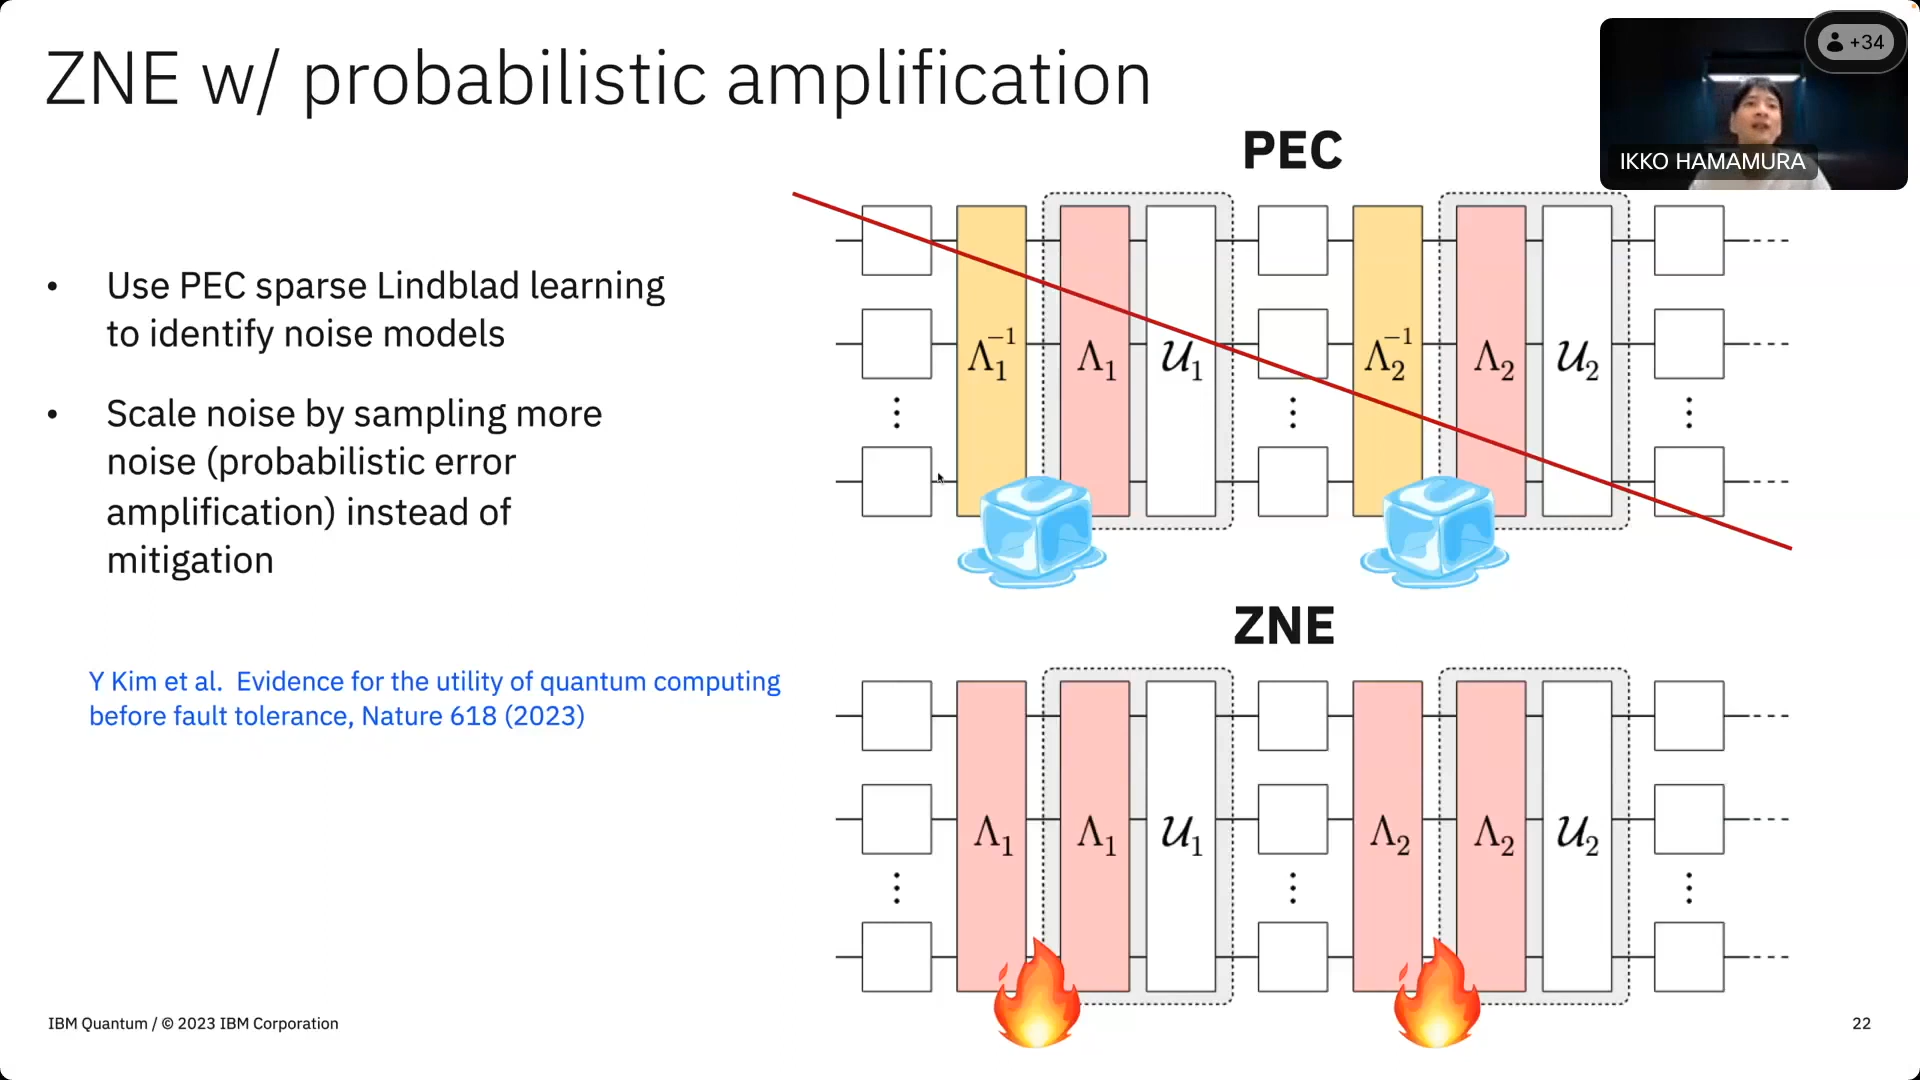 ZNE w/ probabilistic amplification
+34
IKKO HAMAMURA
• Use PEC sparse Lindblad learning
to identify noise models
• Scale noise by sampling more
noise (probabilistic error
amplification) instead of
mitigation
Y Kim et al. Evidence for the utility of quantum computing
before fault tolerance, Nature 618 (2023)
PEC
Λ₁⁻¹ Λ₁ 𝒰₁ Λ₂⁻¹ Λ₂ 𝒰₂
ZNE
Λ₁ Λ₁ 𝒰₁ Λ₂ Λ₂ 𝒰₂
IBM Quantum / © 2023 IBM Corporation
22